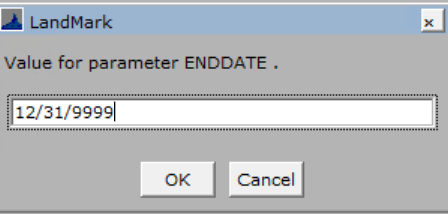 LandMark
Value for parameter ENDDATE .
12/31/9999
OK
Cancel